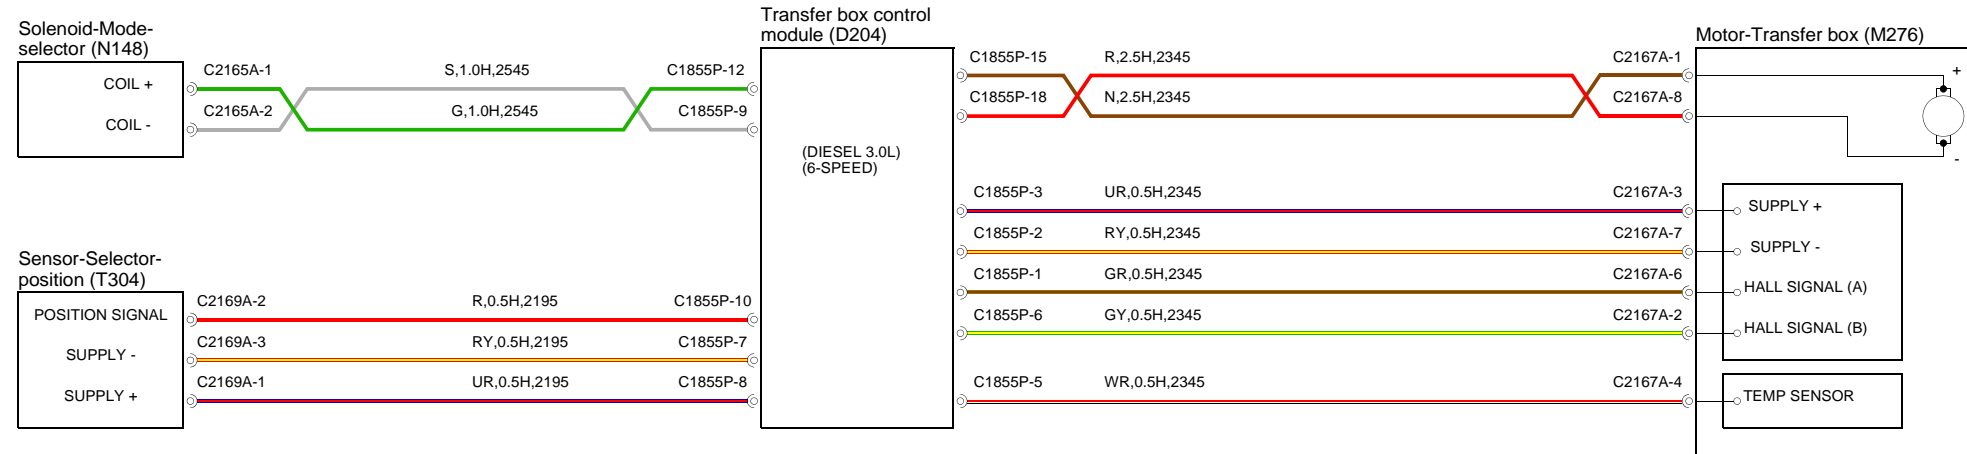 Solenoid-Mode-
selector (N148)
COIL +
COIL -
C2165A-1
S,1.0H,2545
C1855P-12
C2165A-2
G,1.0H,2545
C1855P-9
Sensor-Selector-
position (T304)
POSITION SIGNAL
SUPPLY -
SUPPLY +
C2169A-2
R,0.5H,2195
C1855P-10
C2169A-3
RY,0.5H,2195
C1855P-7
C2169A-1
UR,0.5H,2195
C1855P-8
Transfer box control
module (D204)
(DIESEL 3.0L)
(6-SPEED)
C1855P-15
R,2.5H,2345
C2167A-1
C1855P-18
N,2.5H,2345
C2167A-8
C1855P-3
UR,0.5H,2345
C2167A-3
C1855P-2
RY,0.5H,2345
C2167A-7
C1855P-1
GR,0.5H,2345
C2167A-6
C1855P-6
GY,0.5H,2345
C2167A-2
C1855P-5
WR,0.5H,2345
C2167A-4
Motor-Transfer box (M276)
+
-
SUPPLY +
SUPPLY -
HALL SIGNAL (A)
HALL SIGNAL (B)
TEMP SENSOR